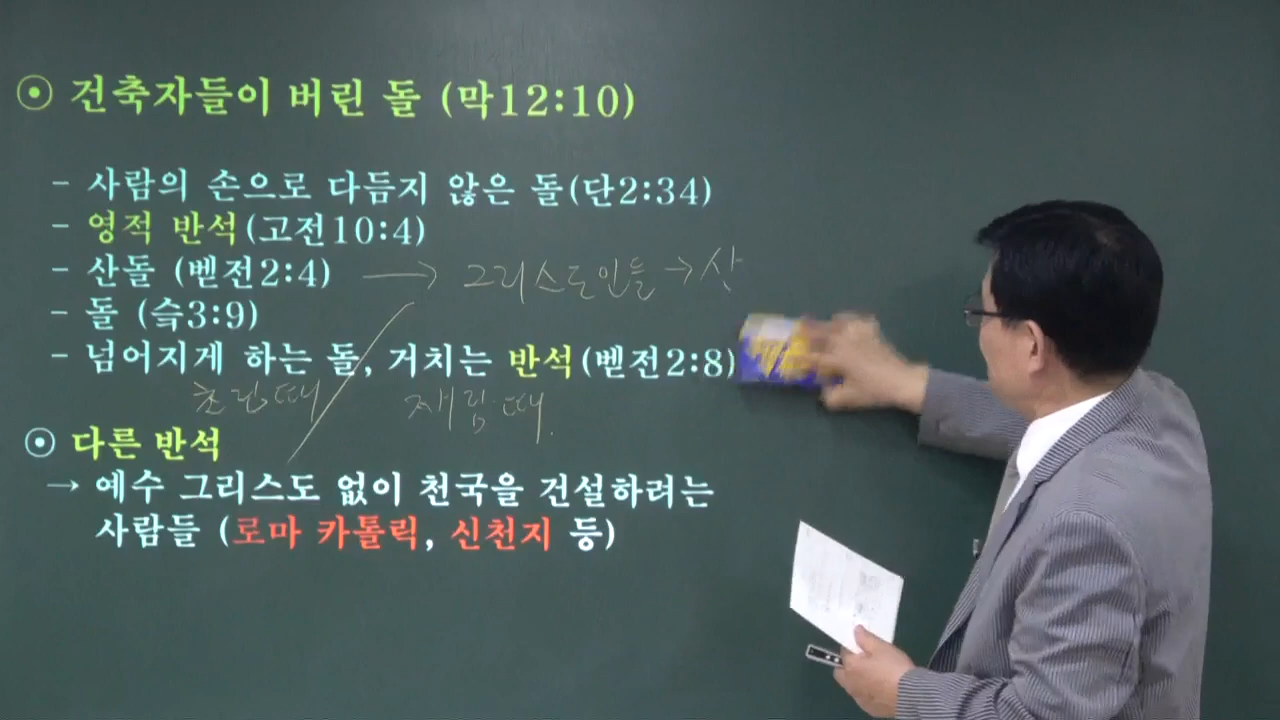 ⊙ 건축자들이 버린 돌 (막12:10)
- 사람의 손으로 다듬지 않은 돌(단2:34)
- 영적 반석(고전10:4)
- 산돌 (벧전2:4) → 그리스도인들 → 산
- 돌 (슼3:9)
- 넘어지게 하는 돌, 거치는 반석(벧전2:8)
초림때 재림때.
⊙ 다른 반석
→ 예수 그리스도 없이 천국을 건설하려는
사람들 (로마 카톨릭, 신천지 등)